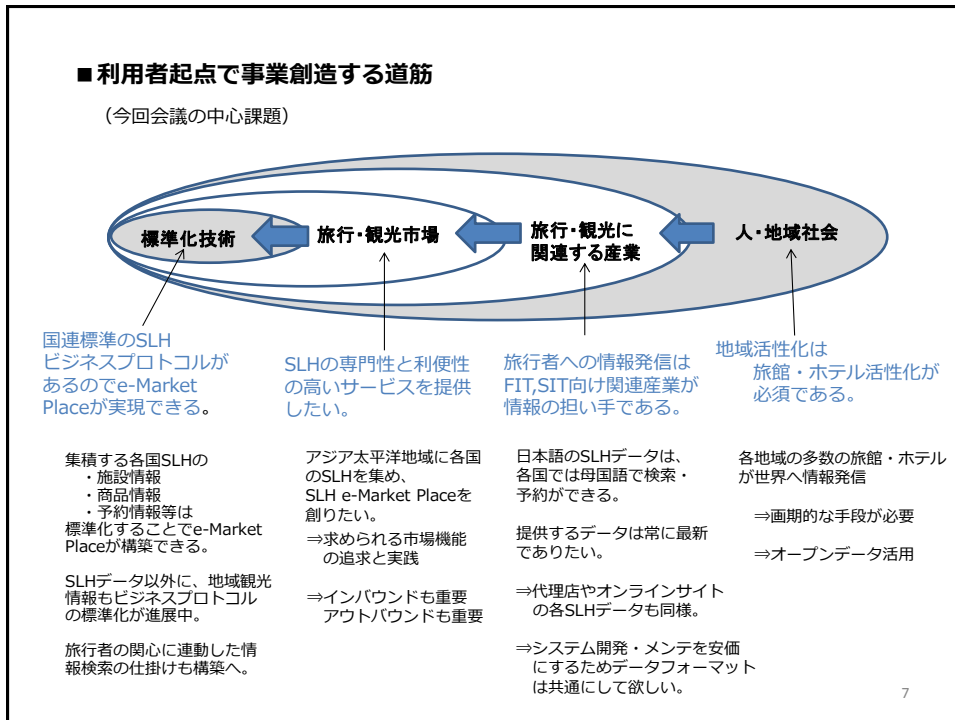 ■利用者起点で事業創造する道筋
（今回会議の中心課題）
標準化技術
旅行・観光市場
旅行・観光に
関連する産業
人・地域社会
国連標準のSLH
ビジネスプロトコルが
あるのでe-Market
Placeが実現できる。
SLHの専門性と利便性
の高いサービスを提供
したい。
旅行者への情報発信は
FIT,SIT向け関連産業が
情報の担い手である。
地域活性化は
旅館・ホテル活性化が
必須である。
集積する各国SLHの
・施設情報
・商品情報
・予約情報等は
標準化することでe-Market
Placeが構築できる。
SLHデータ以外に、地域観光
情報もビジネスプロトコル
の標準化が進展中。
旅行者の関心に連動した情
報検索の仕掛けも構築へ。
アジア太平洋地域に各国
のSLHを集め、
SLH e-Market Placeを
創りたい。
⇒求められる市場機能
の追求と実践
⇒インバウンドも重要
アウトバウンドも重要
日本語のSLHデータは、
各国では母国語で検索・
予約ができる。
提供するデータは常に最新
でありたい。
⇒代理店やオンラインサイト
の各SLHデータも同様。
⇒システム開発・メンテを安価
にするためデータフォーマット
は共通にして欲しい。
各地域の多数の旅館・ホテル
が世界へ情報発信
⇒画期的な手段が必要
⇒オープンデータ活用
7